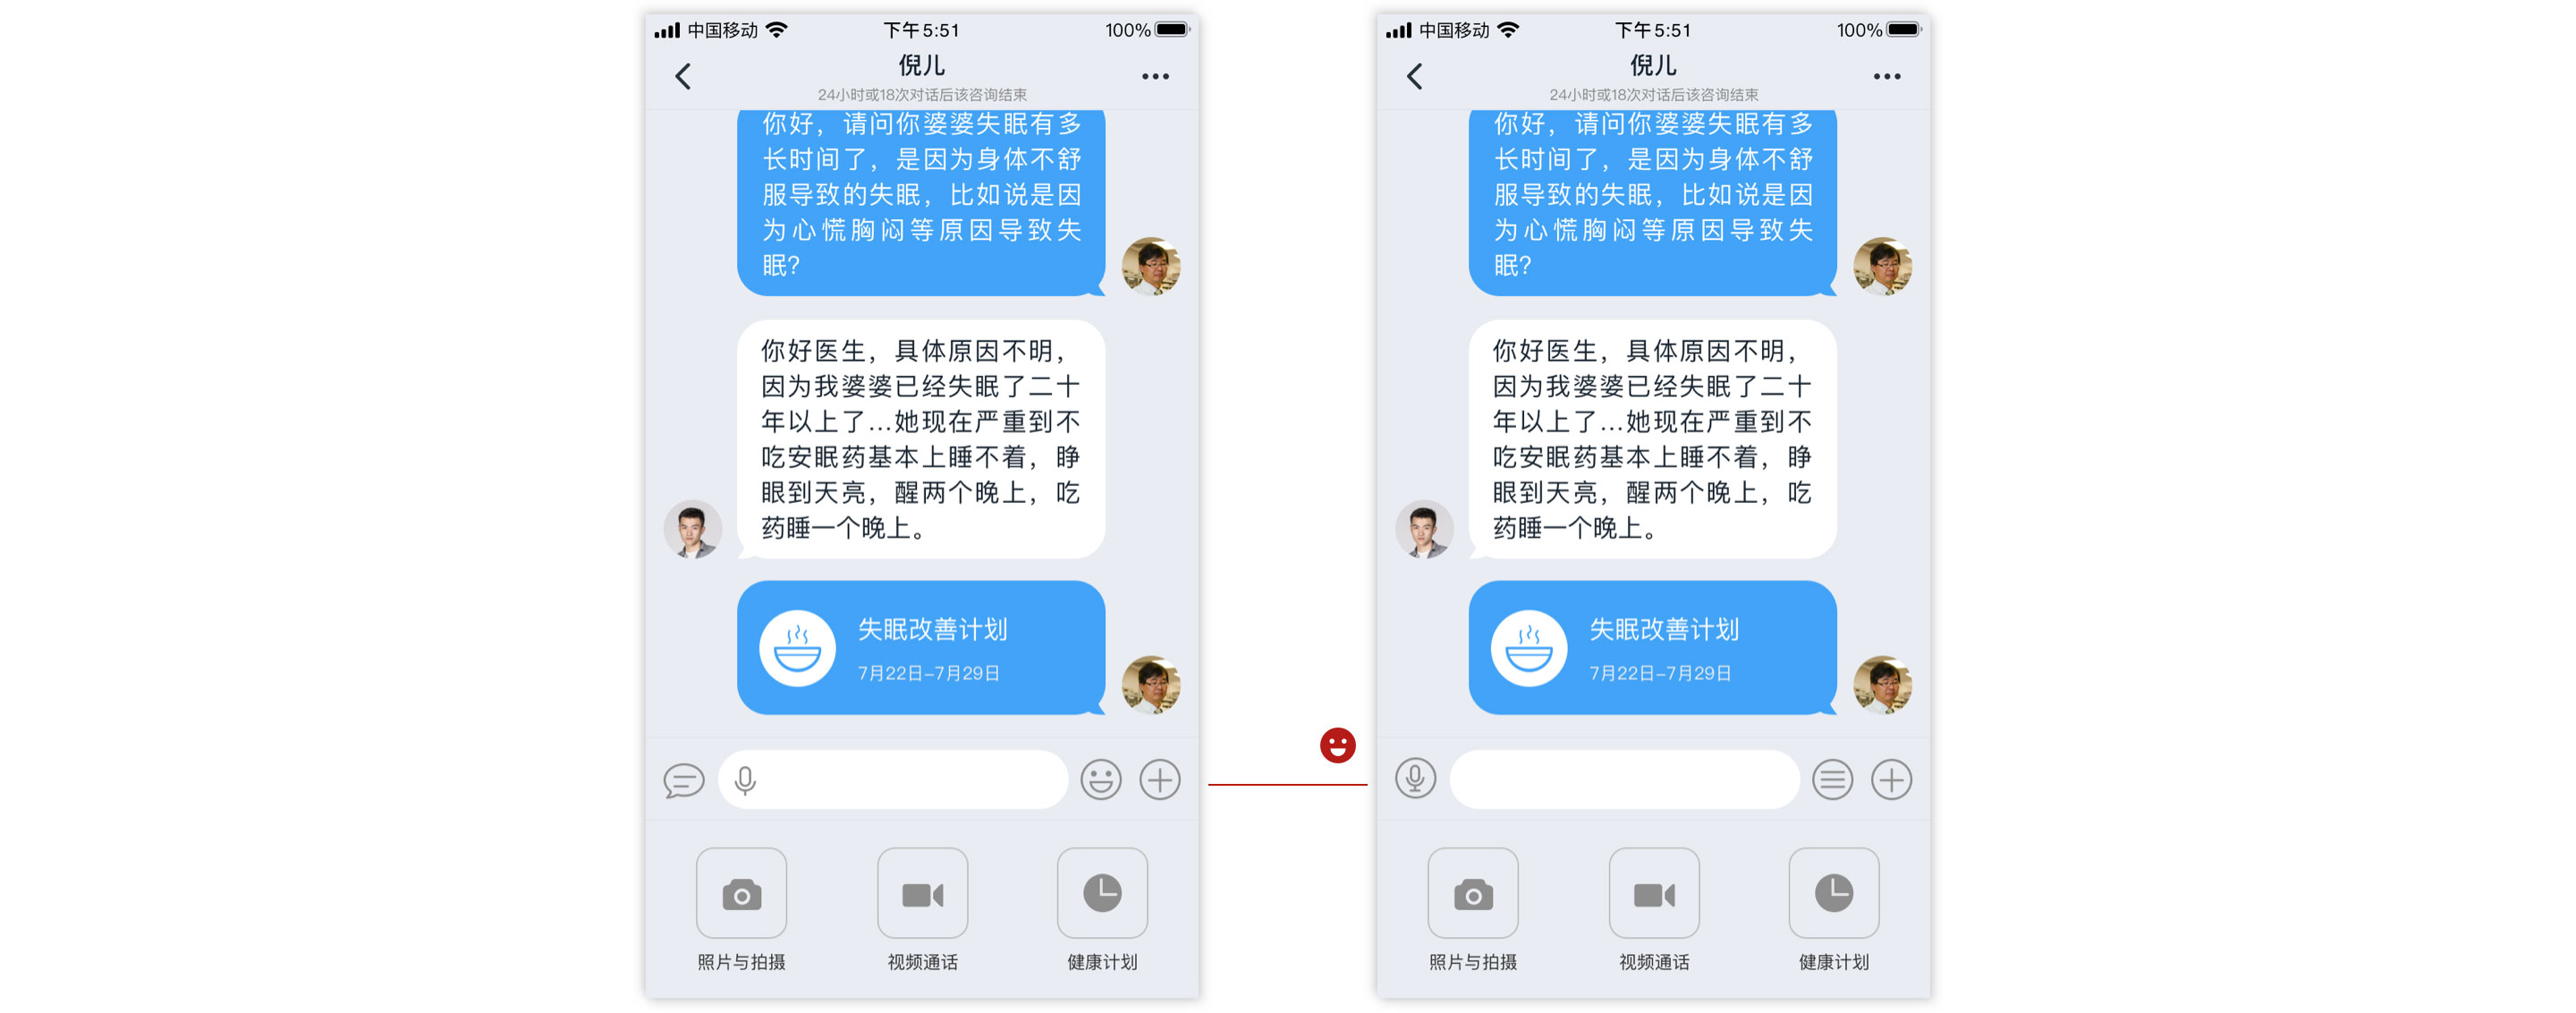 中国移动 下午5:51 100%
倪儿
24小时或18次对话后该咨询结束
你好，请问你婆婆失眠有多
长时间了，是因为身体不舒
服导致的失眠，比如说是因
为心慌胸闷等原因导致失
眠?
你好医生，具体原因不明，
因为我婆婆已经失眠了二十
年以上了...她现在严重到不
吃安眠药基本上睡不着，睁
眼到天亮，醒两个晚上，吃
药睡一个晚上。
失眠改善计划
7月22日-7月29日
照片与拍摄 视频通话 健康计划
中国移动 下午5:51 100%
倪儿
24小时或18次对话后该咨询结束
你好，请问你婆婆失眠有多
长时间了，是因为身体不舒
服导致的失眠，比如说是因
为心慌胸闷等原因导致失
眠?
你好医生，具体原因不明，
因为我婆婆已经失眠了二十
年以上了...她现在严重到不
吃安眠药基本上睡不着，睁
眼到天亮，醒两个晚上，吃
药睡一个晚上。
失眠改善计划
7月22日-7月29日
照片与拍摄 视频通话 健康计划